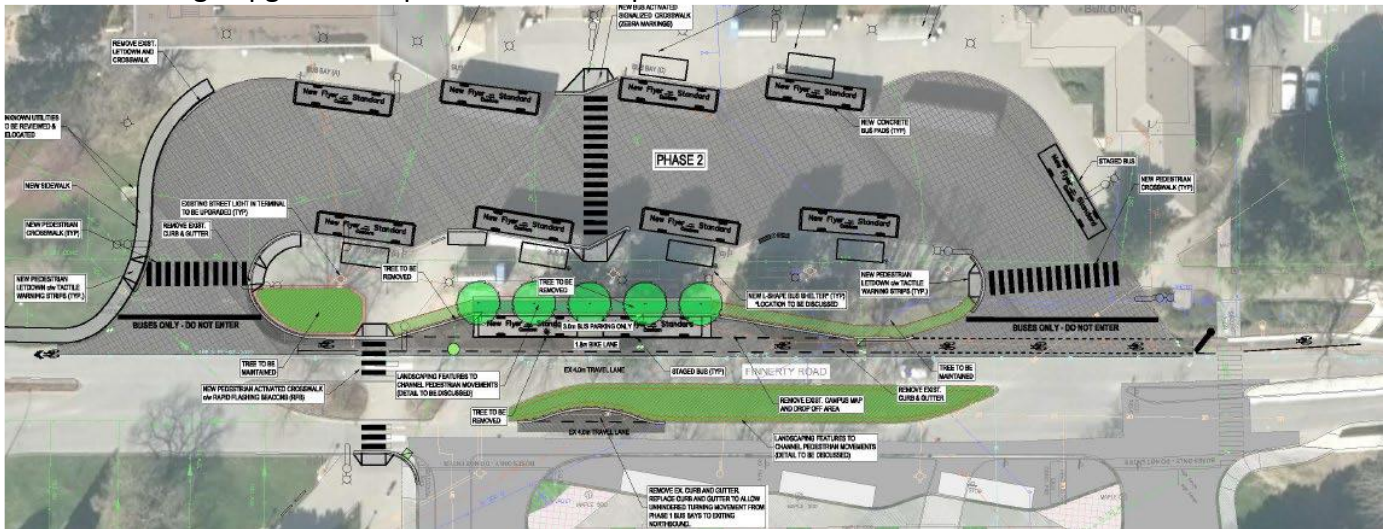 NEW BUS ACTIVATED
SIGNALIZED CROSSWALK
(ZEBRA MARKINGS)
BUILDING
REMOVE EXIST.
LETDOWN AND
CROSSWALK
BUS BAY (A)
BUS BAY (C)
New Flyer Standard
New Flyer Standard
New Flyer Standard
New Flyer Standard
UNKNOWN UTILITIES
TO BE REVIEWED &
RELOCATED
NEW CONCRETE
BUS PADS (TYP)
PHASE 2
STAGED BUS
NEW SIDEWALK
NEW PEDESTRIAN
CROSSWALK (TYP)
EXISTING STREET LIGHT IN TERMINAL
TO BE UPGRADED (TYP)
NEW PEDESTRIAN
CROSSWALK (TYP)
REMOVE EXIST.
CURB & GUTTER
New Flyer Standard
New Flyer Standard
New Flyer Standard
New Flyer Standard
NEW PEDESTRIAN
LETDOWN c/w TACTILE
WARNING STRIPS (TYP.)
TREE TO BE
REMOVED
TREE TO BE
REMOVED
NEW L-SHAPE BUS SHELTER* (TYP)
*LOCATION TO BE DISCUSSED
NEW PEDESTRIAN
LETDOWN c/w TACTILE
WARNING STRIPS (TYP.)
BUSES ONLY - DO NOT ENTER
3.0m BUS PARKING ONLY
BUSES ONLY - DO NOT ENTER
1.8m BIKE LANE
TREE TO BE
MAINTAINED
EX 4.0m TRAVEL LANE
STAGED BUS (TYP)
FINNERTY ROAD
TREE TO BE
MAINTAINED
NEW PEDESTRIAN ACTIVATED CROSSWALK
c/w RAPID FLASHING BEACONS (RFB)
LANDSCAPING FEATURES TO
CHANNEL PEDESTRIAN MOVEMENTS
(DETAIL TO BE DISCUSSED)
REMOVE EXIST.
CURB & GUTTER
TREE TO BE
REMOVED
REMOVE EXIST. CAMPUS MAP
AND DROP OFF AREA
EX 4.0m TRAVEL LANE
LANDSCAPING FEATURES TO
CHANNEL PEDESTRIAN MOVEMENTS
(DETAIL TO BE DISCUSSED)
REMOVE EX. CURB AND GUTTER.
REPLACE CURB AND GUTTER TO ALLOW
UNHINDERED TURNING MOVEMENT FROM
PHASE 1 BUS BAYS TO EXITING
NORTHBOUND.